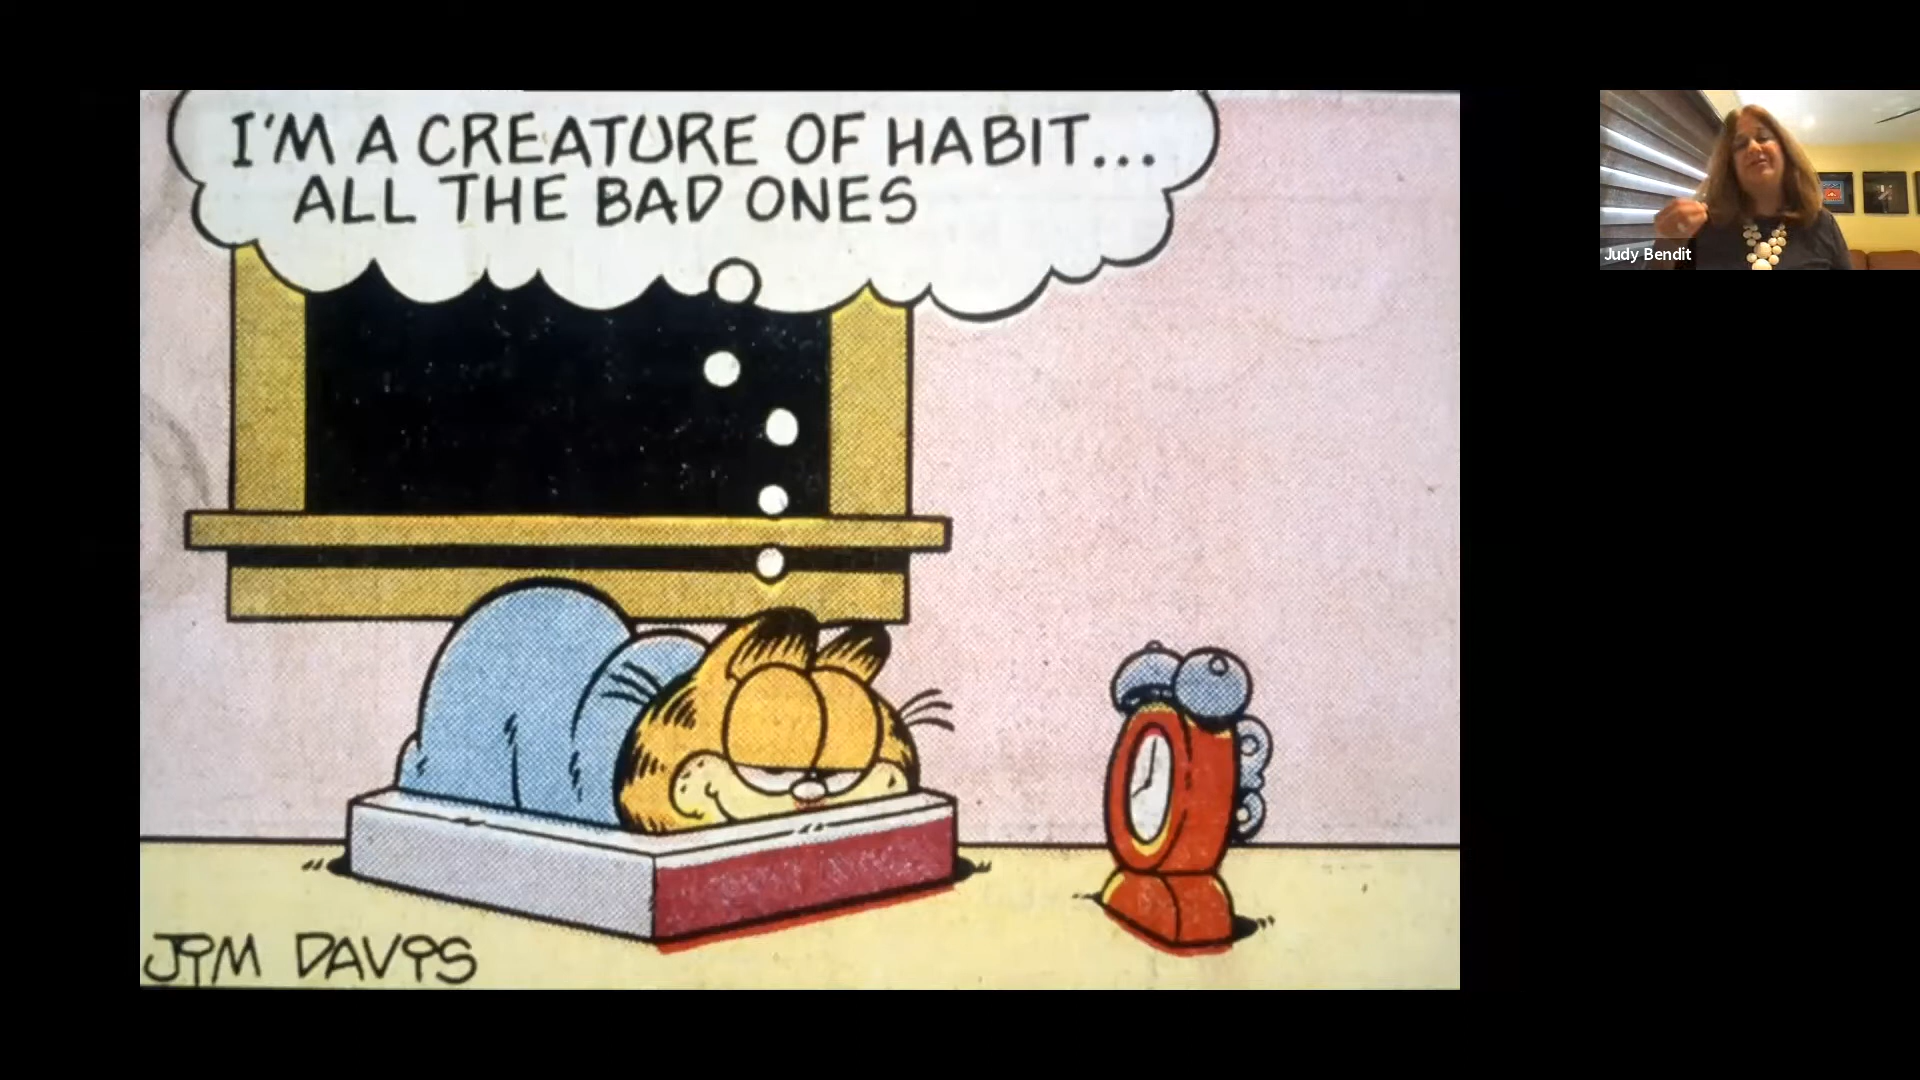 I'M A CREATURE OF HABIT...
ALL THE BAD ONES
JIM DAVIS
Judy Bendit